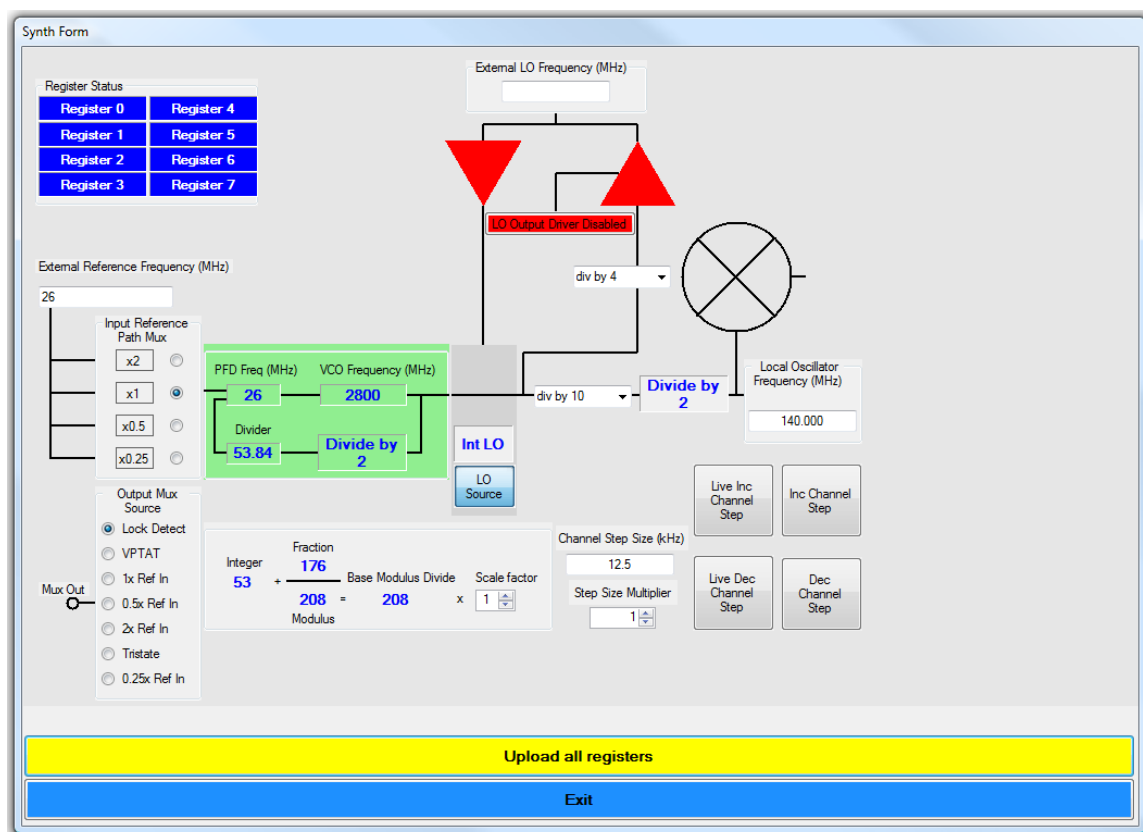 Synth Form
External LO Frequency (MHz)
Register Status
Register 0
Register 4
Register 1
Register 5
Register 2
Register 6
Register 3
Register 7
LO Output Driver Disabled
External Reference Frequency (MHz)
26
div by 4
Input Reference
Path Mux
x2
x1
x0.5
x0.25
PFD Freq (MHz)
VCO Frequency (MHz)
26
2800
Divider
53.84
Divide by
2
Int LO
LO
Source
div by 10
Divide by
2
Local Oscillator
Frequency (MHz)
140.000
Output Mux
Source
Lock Detect
VPTAT
1x Ref In
0.5x Ref In
2x Ref In
Tristate
0.25x Ref In
Mux Out
Integer
53
+
Fraction
176
208
Modulus
=
Base Modulus Divide
208
x
Scale factor
1
Channel Step Size (kHz)
12.5
Step Size Multiplier
1
Live Inc
Channel
Step
Inc Channel
Step
Live Dec
Channel
Step
Dec
Channel
Step
Upload all registers
Exit